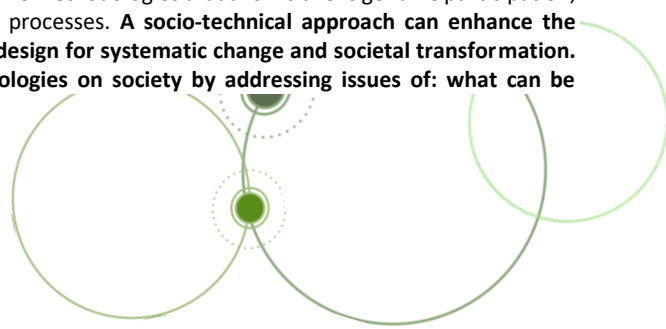 processes. A socio-technical approach can enhance the
design for systematic change and societal transformation.
ologies on society by addressing issues of: what can be